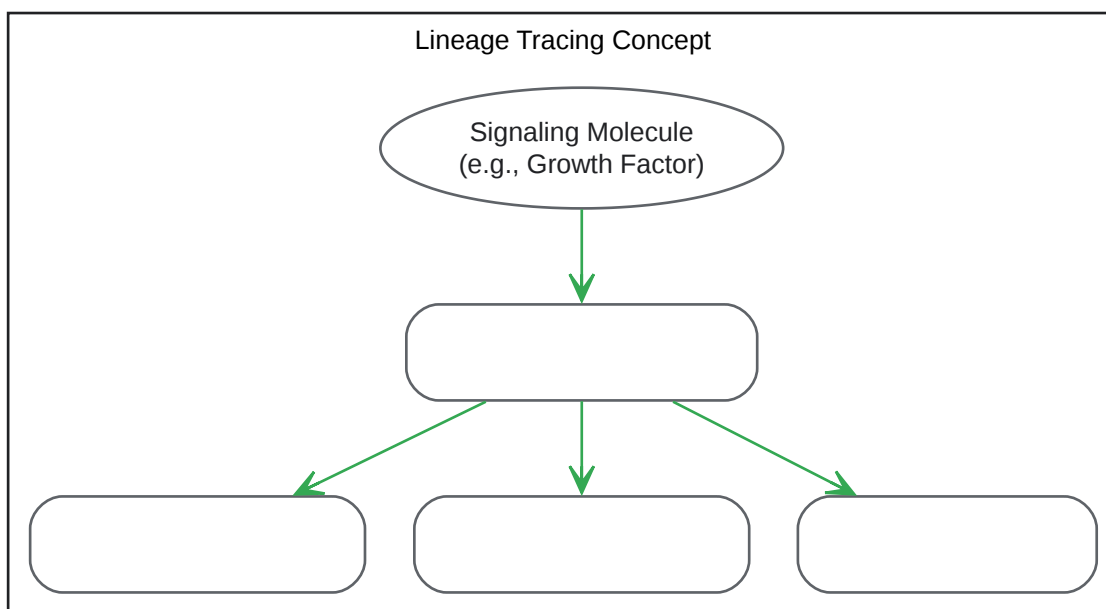 Lineage Tracing Concept
Signaling Molecule
(e.g., Growth Factor)